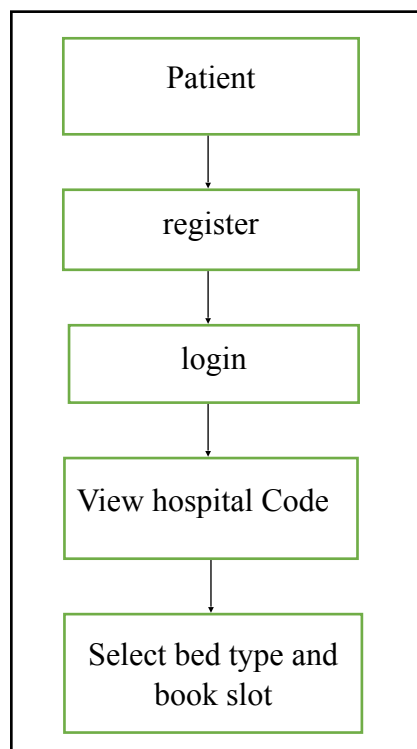 Patient
register
login
View hospital Code
Select bed type and
book slot